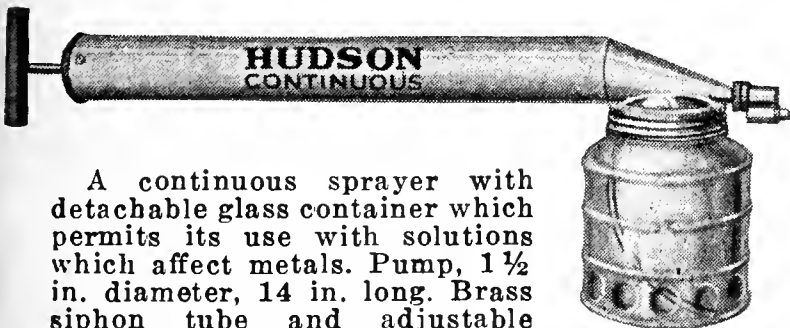 HUDSON
CONTINUOUS
A continuous sprayer with
detachable glass container which
permits its use with solutions
which affect metals. Pump, 1½
in. diameter, 14 in. long. Brass
siphon tube and adjustable